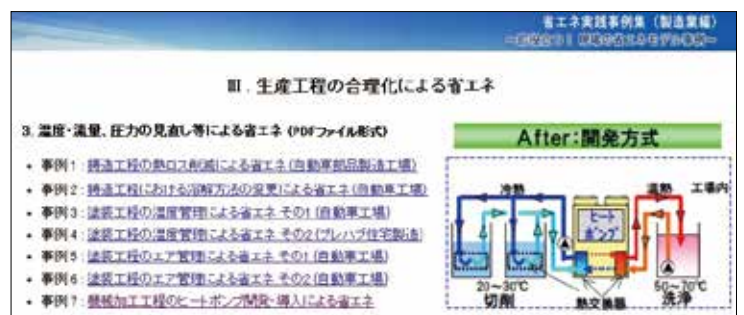 省エネ実践事例集（製造業編）
Ⅲ．生産工程の合理化による省エネ
3. 温度・流量、圧力の見直し等による省エネ（PDFファイル形式）
• 事例1：鋳造工程の熱ロス削減による省エネ（自動車部品製造工場）
• 事例2：鋳造工程における溶解方法の変更による省エネ（自動車工場）
• 事例3：塗装工程の温度管理による省エネ その1（自動車工場）
• 事例4：塗装工程の温度管理による省エネ その2（プレハブ住宅製造）
• 事例5：塗装工程のエア管理による省エネ その1（自動車工場）
• 事例6：塗装工程のエア管理による省エネ その2（自動車工場）
• 事例7：機械加工工程のヒートポンプ開発・導入による省エネ
After：開発方式
冷熱
温熱
工場内
ヒート
ポンプ
20～30℃
切削
熱交換器
50～70℃
洗浄